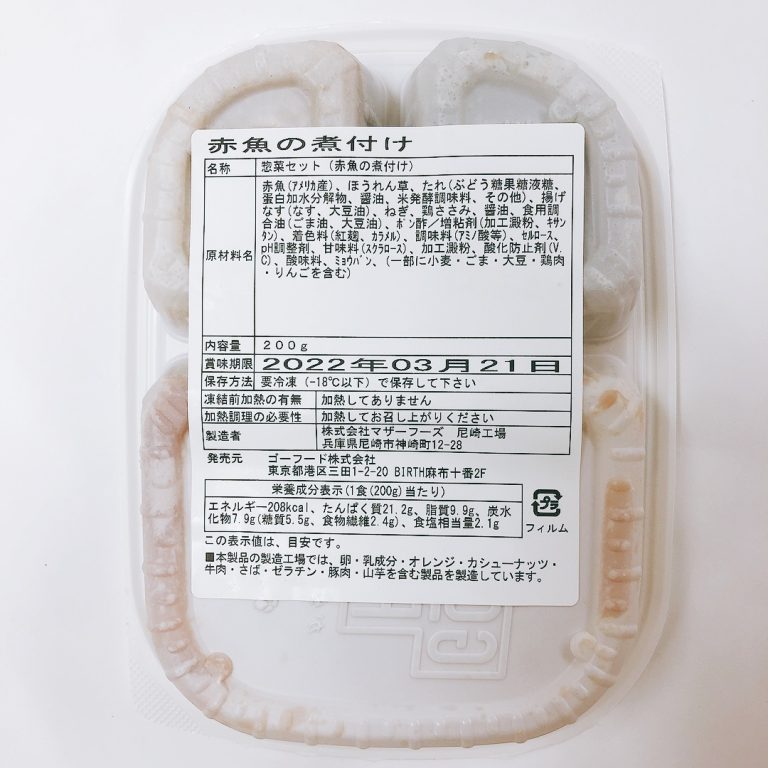 赤魚の煮付け
名称 惣菜セット(赤魚の煮付け)
原材料名 赤魚(アメリカ産)、ほうれん草、たれ(ぶどう糖果糖液糖、
蛋白加水分解物、醤油、米発酵調味料、その他)、揚げ
なす(なす、大豆油)、ねぎ、鶏ささみ、醤油、食用調
合油(ごま油、大豆油)、ポン酢/増粘剤(加工澱粉、キサン
タン)、着色料(紅麹、カラメル)、調味料(アミノ酸等)、セルロース、
pH調整剤、甘味料(スクラロース)、加工澱粉、酸化防止剤(V.
C)、酸味料、ミョウバン、(一部に小麦・ごま・大豆・鶏肉
・りんごを含む)
内容量 200g
賞味期限 2022年03月21日
保存方法 要冷凍(-18℃以下)で保存して下さい
凍結前加熱の有無 加熱してありません
加熱調理の必要性 加熱してお召し上がりください
製造者 株式会社マザーフーズ 尼崎工場
兵庫県尼崎市神崎町12-28
発売元 ゴーフード株式会社
東京都港区三田1-2-20 BIRTH麻布十番2F
栄養成分表示(1食(200g)当たり)
エネルギー208kcal、たんぱく質21.2g、脂質9.9g、炭水
化物7.9g(糖質5.5g、食物繊維2.4g)、食塩相当量2.1g
プラ
フィルム
この表示値は、目安です。
■本製品の製造工場では、卵・乳成分・オレンジ・カシューナッツ・
牛肉・さば・ゼラチン・豚肉・山芋を含む製品を製造しています。